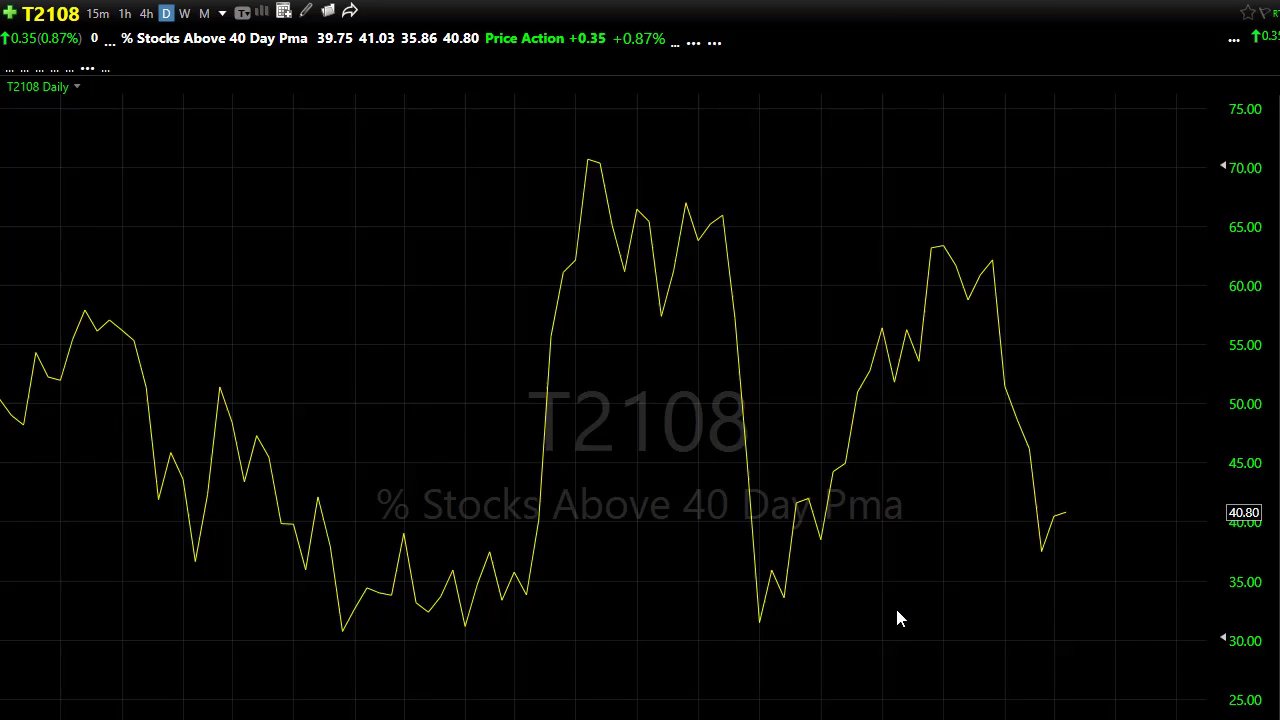 T2108 15m 1h 4h D W M
0.35(0.87%) 0 ... % Stocks Above 40 Day Pma 39.75 41.03 35.86 40.80 Price Action +0.35 +0.87% ... ... ... ... 0.35
... ... ... ... ... ... ...
T2108 Daily
75.00
70.00
65.00
60.00
55.00
50.00
45.00
40.80
40.00
35.00
30.00
25.00
T2108
% Stocks Above 40 Day Pma